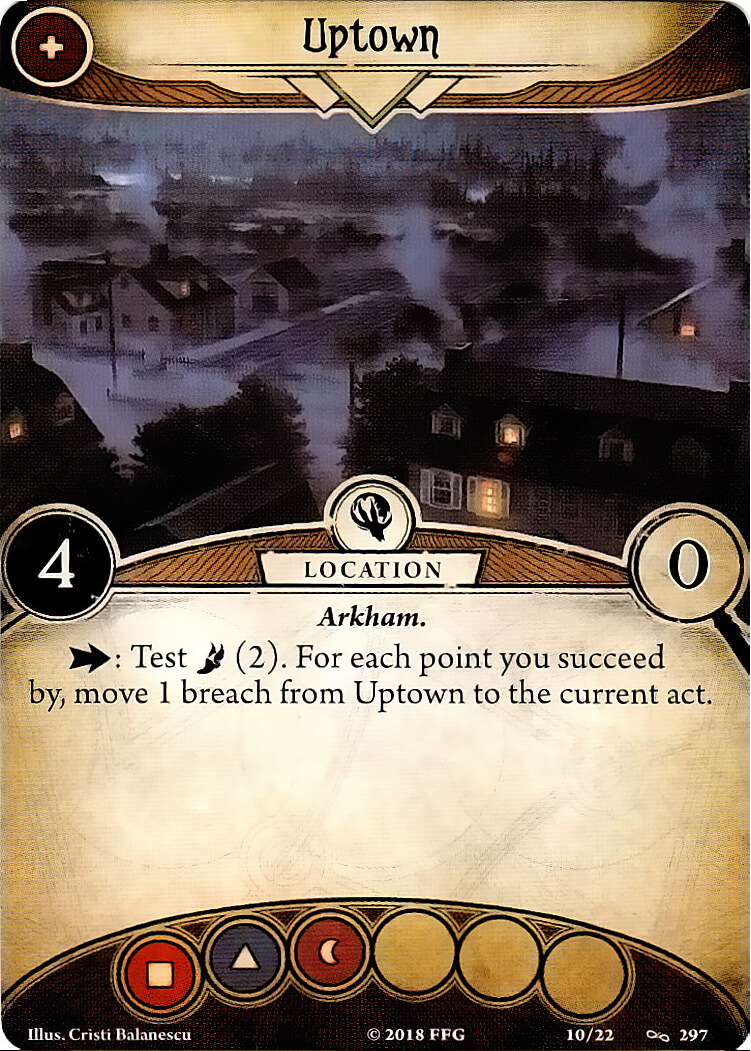 Uptown
4
0
LOCATION
Arkham.
: Test (2). For each point you succeed
by, move 1 breach from Uptown to the current act.
Illus. Cristi Balanescu © 2018 FFG 10/22 297